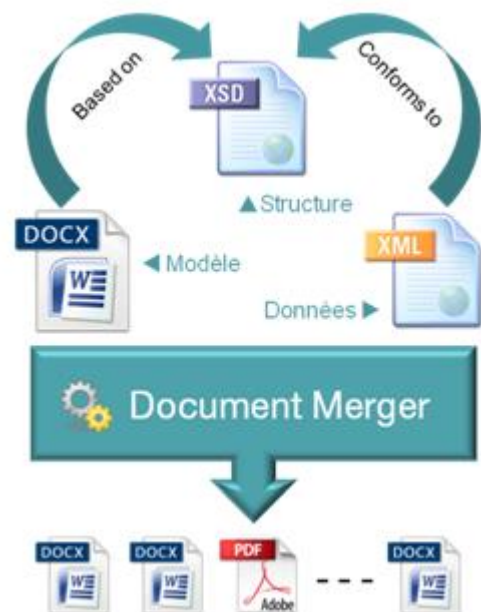 Based on
Conforms to
XSD
▲Structure
DOCX
W
◄Modèle
XML
Données►
Document Merger
DOCX
W
DOCX
W
PDF
Adobe
---
DOCX
W